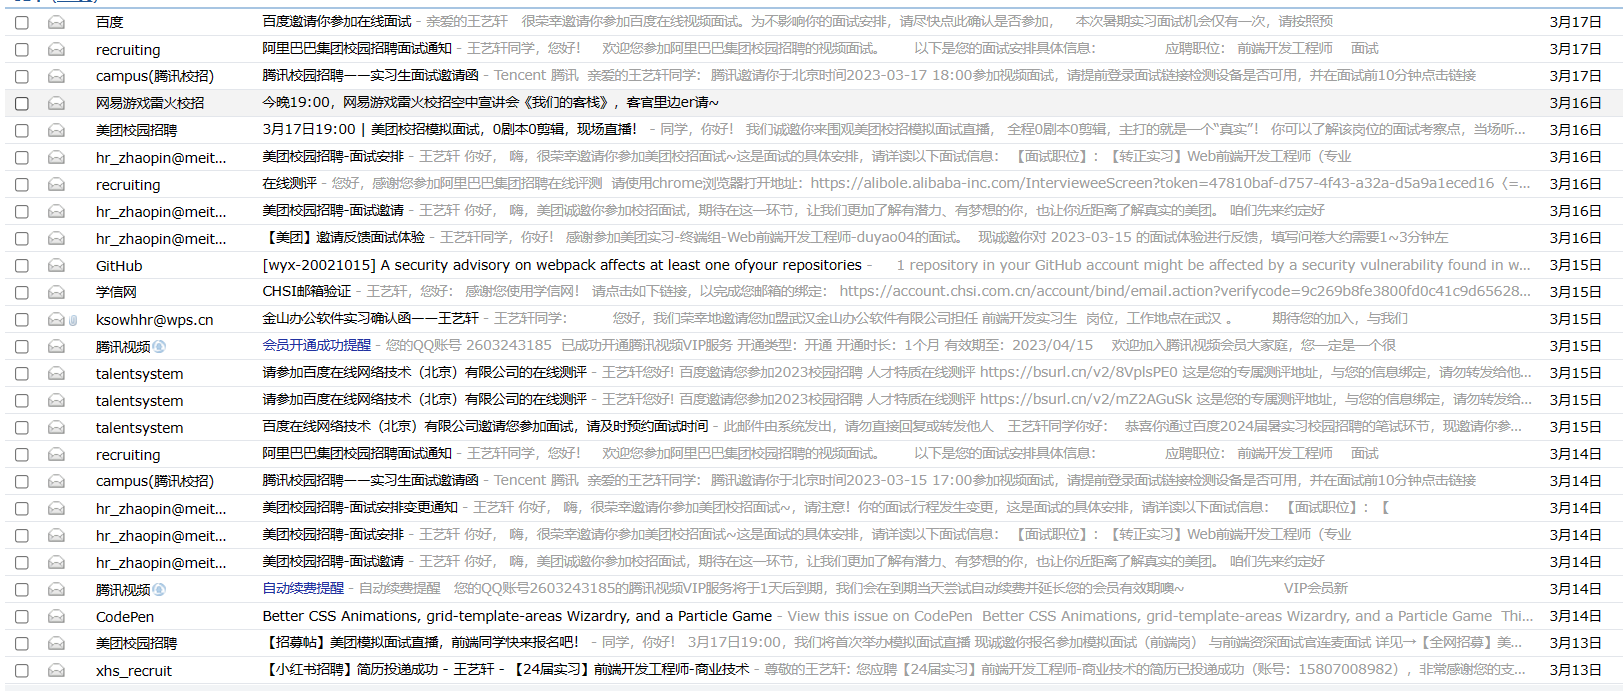 百度 百度邀请你参加在线面试 - 亲爱的王艺轩 很荣幸邀请你参加百度在线视频面试。为不影响你的面试安排，请尽快点此确认是否参加， 本次暑期实习面试机会仅有一次，请按照预 3月17日
recruiting 阿里巴巴集团校园招聘面试通知 - 王艺轩同学，您好！ 欢迎您参加阿里巴巴集团校园招聘的视频面试。 以下是您的面试安排具体信息： 应聘职位： 前端开发工程师 面试 3月17日
campus(腾讯校招) 腾讯校园招聘——实习生面试邀请函 - Tencent 腾讯 亲爱的王艺轩同学：腾讯邀请你于北京时间2023-03-17 18:00参加视频面试，请提前登录面试链接检测设备是否可用，并在面试前10分钟点击链接 3月17日
网易游戏雷火校招 今晚19:00，网易游戏雷火校招空中宣讲会《我们的客栈》，客官里边er请~ 3月16日
美团校园招聘 3月17日19:00 | 美团校招模拟面试，0剧本0剪辑，现场直播！ - 同学，你好！ 我们诚邀你来围观美团校招模拟面试直播， 全程0剧本0剪辑，主打的就是一个“真实”！ 你可以了解该岗位的面试考察点，当场听... 3月16日
hr_zhaopin@meit... 美团校园招聘-面试安排 - 王艺轩 你好， 嗨，很荣幸邀请你参加美团校招面试~这是面试的具体安排，请详读以下面试信息： 【面试职位】：【转正实习】Web前端开发工程师（专业 3月16日
recruiting 在线测评 - 您好，感谢您参加阿里巴巴集团招聘在线评测 请使用chrome浏览器打开地址：https://alibole.alibaba-inc.com/IntervieweeScreen?token=47810baf-d757-4f43-a32a-d5a9a1eced16〈=... 3月16日
hr_zhaopin@meit... 美团校园招聘-面试邀请 - 王艺轩 你好， 嗨，美团诚邀你参加校招面试，期待在这一环节，让我们更加了解有潜力、有梦想的你，也让你近距离了解真实的美团。 咱们先来约定好 3月16日
hr_zhaopin@meit... 【美团】邀请反馈面试体验 - 王艺轩同学，你好！ 感谢参加美团实习-终端组-Web前端开发工程师-duyao04的面试。 现诚邀你对 2023-03-15 的面试体验进行反馈，填写问卷大约需要1~3分钟左 3月16日
GitHub [wyx-20021015] A security advisory on webpack affects at least one ofyour repositories - 1 repository in your GitHub account might be affected by a security vulnerability found in w... 3月15日
学信网 CHSI邮箱验证 - 王艺轩，您好： 感谢您使用学信网！ 请点击如下链接，以完成您邮箱的绑定： https://account.chsi.com.cn/account/bind/email.action?verifycode=9c269b8fe3800fd0c41c9d65628... 3月15日
ksowhhr@wps.cn 金山办公软件实习确认函——王艺轩 - 王艺轩同学： 您好，我们荣幸地邀请您加盟武汉金山办公软件有限公司担任 前端开发实习生 岗位，工作地点在武汉 。 期待您的加入，与我们 3月15日
腾讯视频 会员开通成功提醒 - 您的QQ账号 2603243185 已成功开通腾讯视频VIP服务 开通类型：开通 开通时长：1个月 有效期至：2023/04/15 欢迎加入腾讯视频会员大家庭，您一定是一个很 3月15日
talentsystem 请参加百度在线网络技术（北京）有限公司的在线测评 - 王艺轩您好! 百度邀请您参加2023校园招聘 人才特质在线测评 https://bsurl.cn/v2/8VplsPE0 这是您的专属测评地址，与您的信息绑定，请勿转发给他... 3月15日
talentsystem 请参加百度在线网络技术（北京）有限公司的在线测评 - 王艺轩您好! 百度邀请您参加2023校园招聘 人才特质在线测评 https://bsurl.cn/v2/mZ2AGuSk 这是您的专属测评地址，与您的信息绑定，请勿转发给他... 3月15日
talentsystem 百度在线网络技术（北京）有限公司邀请您参加面试，请及时预约面试时间 - 此邮件由系统发出，请勿直接回复或转发他人 王艺轩同学你好： 恭喜你通过百度2024届暑实习校园招聘的笔试环节，现邀请你参... 3月15日
recruiting 阿里巴巴集团校园招聘面试通知 - 王艺轩同学，您好！ 欢迎您参加阿里巴巴集团校园招聘的视频面试。 以下是您的面试安排具体信息： 应聘职位： 前端开发工程师 面试 3月14日
campus(腾讯校招) 腾讯校园招聘——实习生面试邀请函 - Tencent 腾讯 亲爱的王艺轩同学：腾讯邀请你于北京时间2023-03-15 17:00参加视频面试，请提前登录面试链接检测设备是否可用，并在面试前10分钟点击链接 3月14日
hr_zhaopin@meit... 美团校园招聘-面试安排变更通知 - 王艺轩 你好， 嗨，很荣幸邀请你参加美团校招面试~，请注意！你的面试行程发生变更，这是面试的具体安排，请详读以下面试信息： 【面试职位】：【 3月14日
hr_zhaopin@meit... 美团校园招聘-面试安排 - 王艺轩 你好， 嗨，很荣幸邀请你参加美团校招面试~这是面试的具体安排，请详读以下面试信息： 【面试职位】：【转正实习】Web前端开发工程师（专业 3月14日
hr_zhaopin@meit... 美团校园招聘-面试邀请 - 王艺轩 你好， 嗨，美团诚邀你参加校招面试，期待在这一环节，让我们更加了解有潜力、有梦想的你，也让你近距离了解真实的美团。 咱们先来约定好 3月14日
腾讯视频 自动续费提醒 - 自动续费提醒 您的QQ账号2603243185的腾讯视频VIP服务将于1天后到期，我们会在到期当天尝试自动续费并延长您的会员有效期噢~ VIP会员新 3月14日
CodePen Better CSS Animations, grid-template-areas Wizardry, and a Particle Game - View this issue on CodePen Better CSS Animations, grid-template-areas Wizardry, and a Particle Game Thi... 3月14日
美团校园招聘 【招募帖】美团模拟面试直播，前端同学快来报名吧！ - 同学，你好！ 3月17日19:00，我们将首次举办模拟面试直播 现诚邀你报名参加模拟面试（前端岗） 与前端资深面试官连麦面试 详见→【全网招募】美... 3月13日
xhs_recruit 【小红书招聘】简历投递成功 - 王艺轩 - 【24届实习】前端开发工程师-商业技术 - 尊敬的王艺轩: 您应聘【24届实习】前端开发工程师-商业技术的简历已投递成功（账号：15807008982），非常感谢您的支... 3月13日